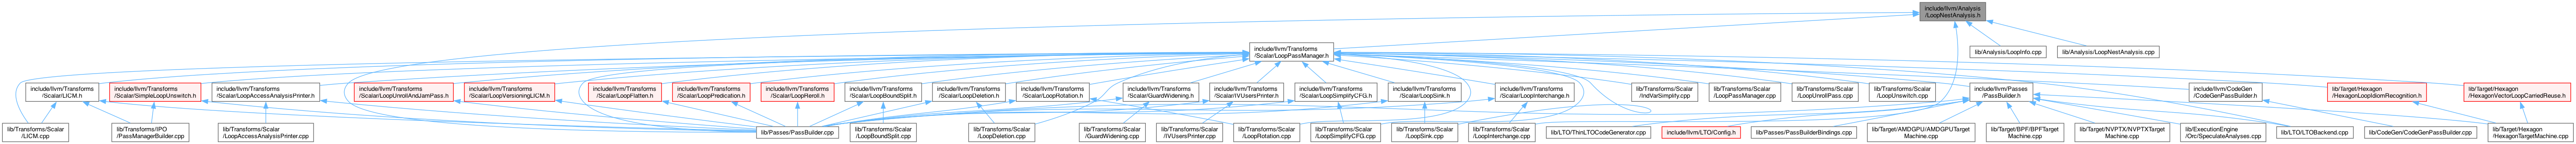 include/llvm/Analysis
/LoopNestAnalysis.h
include/llvm/Transforms
/Scalar/LoopPassManager.h
lib/Analysis/LoopInfo.cpp
lib/Analysis/LoopNestAnalysis.cpp
include/llvm/Transforms
/Scalar/LICM.h
include/llvm/Transforms
/Scalar/SimpleLoopUnswitch.h
include/llvm/Transforms
/Scalar/LoopAccessAnalysisPrinter.h
include/llvm/Transforms
/Scalar/LoopUnrollAndJamPass.h
include/llvm/Transforms
/Scalar/LoopVersioningLICM.h
include/llvm/Transforms
/Scalar/LoopFlatten.h
include/llvm/Transforms
/Scalar/LoopPredication.h
include/llvm/Transforms
/Scalar/LoopReroll.h
include/llvm/Transforms
/Scalar/LoopBoundSplit.h
include/llvm/Transforms
/Scalar/LoopDeletion.h
include/llvm/Transforms
/Scalar/LoopRotation.h
include/llvm/Transforms
/Scalar/GuardWidening.h
include/llvm/Transforms
/Scalar/IVUsersPrinter.h
include/llvm/Transforms
/Scalar/LoopSimplifyCFG.h
include/llvm/Transforms
/Scalar/LoopSink.h
include/llvm/Transforms
/Scalar/LoopInterchange.h
lib/Transforms/Scalar
/IndVarSimplify.cpp
lib/Transforms/Scalar
/LoopPassManager.cpp
lib/Transforms/Scalar
/LoopUnrollPass.cpp
lib/Transforms/Scalar
/LoopUnswitch.cpp
include/llvm/Passes
/PassBuilder.h
include/llvm/CodeGen
/CodeGenPassBuilder.h
lib/Target/Hexagon
/HexagonLoopIdiomRecognition.h
lib/Target/Hexagon
/HexagonVectorLoopCarriedReuse.h
lib/Transforms/Scalar
/LICM.cpp
lib/Transforms/IPO
/PassManagerBuilder.cpp
lib/Transforms/Scalar
/LoopAccessAnalysisPrinter.cpp
lib/Passes/PassBuilder.cpp
lib/Transforms/Scalar
/LoopBoundSplit.cpp
lib/Transforms/Scalar
/LoopDeletion.cpp
lib/Transforms/Scalar
/GuardWidening.cpp
lib/Transforms/Scalar
/IVUsersPrinter.cpp
lib/Transforms/Scalar
/LoopRotation.cpp
lib/Transforms/Scalar
/LoopSimplifyCFG.cpp
lib/Transforms/Scalar
/LoopSink.cpp
lib/Transforms/Scalar
/LoopInterchange.cpp
lib/LTO/ThinLTOCodeGenerator.cpp
include/llvm/LTO/Config.h
lib/Passes/PassBuilderBindings.cpp
lib/Target/AMDGPU/AMDGPUTarget
Machine.cpp
lib/Target/BPF/BPFTarget
Machine.cpp
lib/Target/NVPTX/NVPTXTarget
Machine.cpp
lib/ExecutionEngine
/Orc/SpeculateAnalyses.cpp
lib/LTO/LTOBackend.cpp
lib/CodeGen/CodeGenPassBuilder.cpp
lib/Target/Hexagon
/HexagonTargetMachine.cpp